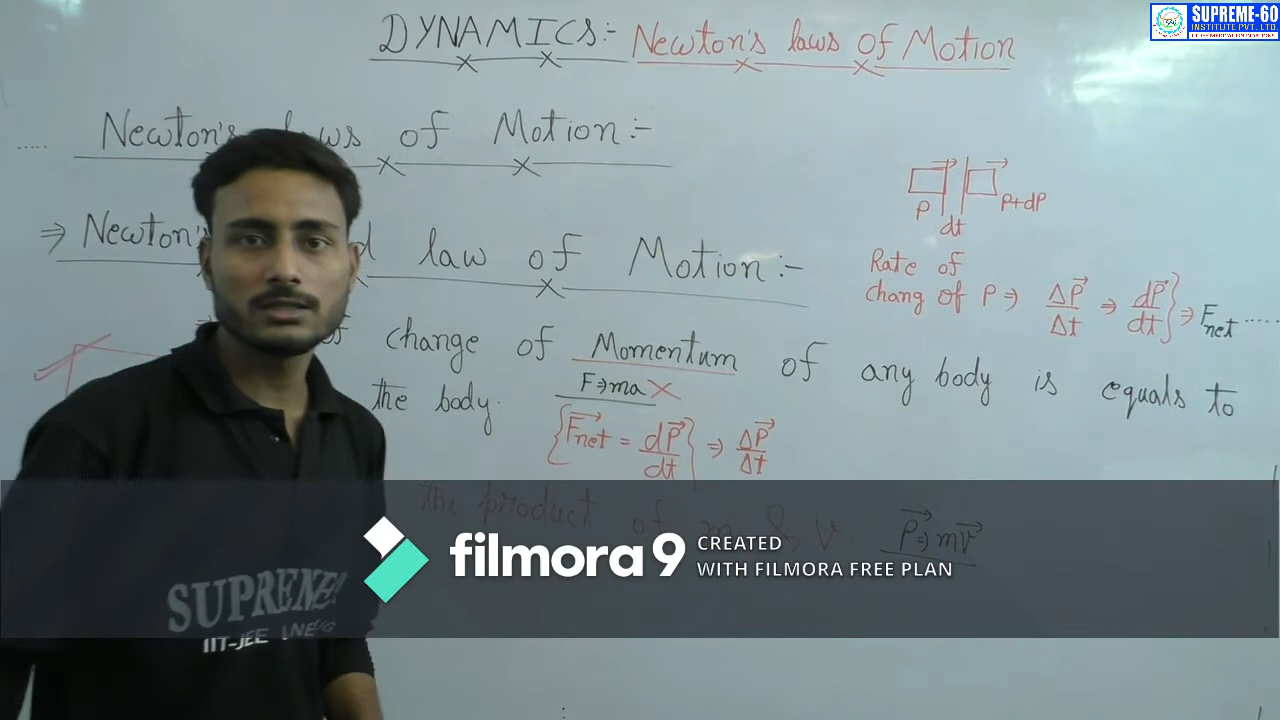 SUPREME-60
INSTITUTE PVT. LTD.
DYNAMICS:- Newton's laws of Motion
..... Newton's laws of Motion:-
P
dt
P+dP
⇒ Newton's law of Motion:-
Rate of
chang of P ⇒ ΔP⃗/Δt ⇒ dP⃗/dt} ⇒ Fnet .....
of change of Momentum of any body is equals to
the body. F⇒ma X
{F⃗net = dP⃗/dt} ⇒ ΔP⃗/Δt
the product of m & V P⃗⇒mv⃗
filmora 9 CREATED
WITH FILMORA FREE PLAN
SUPREME
IIT-JEE